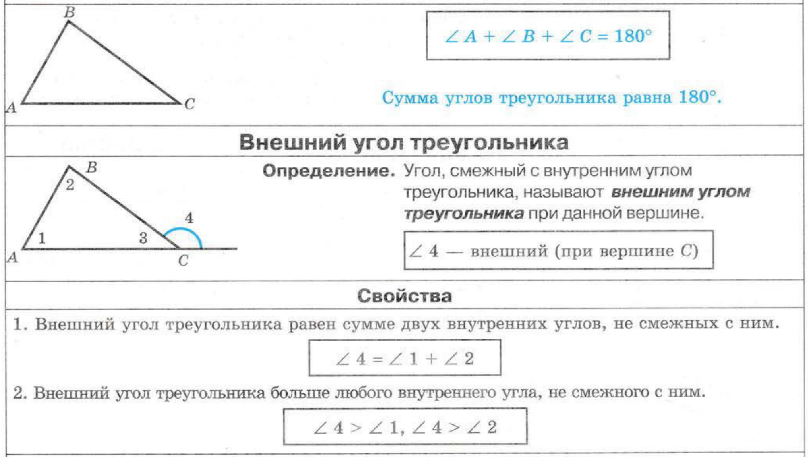 B
∠ A + ∠ B + ∠ C = 180°
A
C
Сумма углов треугольника равна 180°.
Внешний угол треугольника
Определение. Угол, смежный с внутренним углом
треугольника, называют внешним углом
треугольника при данной вершине.
B
2
4
1
3
A
C
∠ 4 — внешний (при вершине C)
Свойства
1. Внешний угол треугольника равен сумме двух внутренних углов, не смежных с ним.
∠ 4 = ∠ 1 + ∠ 2
2. Внешний угол треугольника больше любого внутреннего угла, не смежного с ним.
∠ 4 > ∠ 1, ∠ 4 > ∠ 2